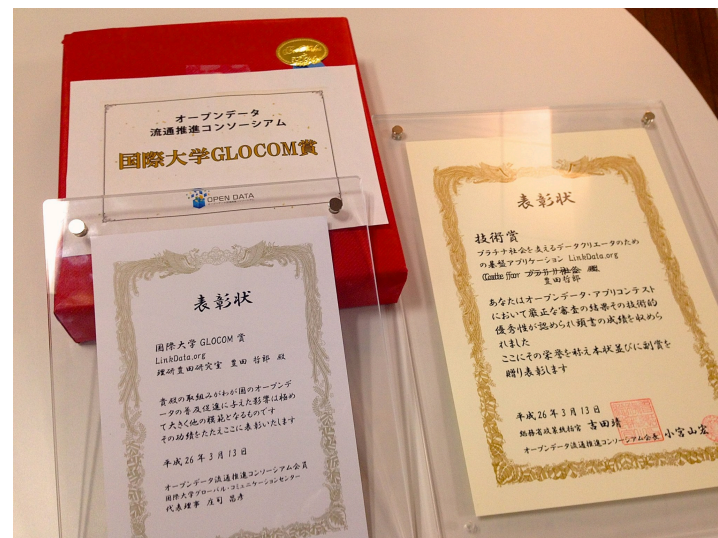 オープンデータ
流通推進コンソーシアム
国際大学GLOCOM賞
OPEN DATA
表彰状
国際大学 GLOCOM 賞
LinkData.org
理研豊田研究室 豊田 哲郎 殿
貴殿の取組みがわが国のオープンデ
ータの普及促進に与えた影響は極め
て大きく他の模範となるものです
その功績をたたえここに表彰いたします
平成 26 年 3 月 13 日
オープンデータ流通推進コンソーシアム会員
国際大学グローバル・コミュニケーションセンター
代表理事 庄司 昌彦
表彰状
技術賞
プラチナ社会を支えるデータクリエータのため
の基盤アプリケーション LinkData.org
豊田哲郎
あなたはオープンデータ・アプリコンテスト
において厳正な審査の結果その技術的
優秀性が認められ頭書の成績を収めら
れました
ここにその栄誉を称え本状並びに副賞を
贈り表彰します
平成 26 年 3 月 13 日
総務省政策統括官 吉田靖
オープンデータ流通推進コンソーシアム会長 小宮山宏